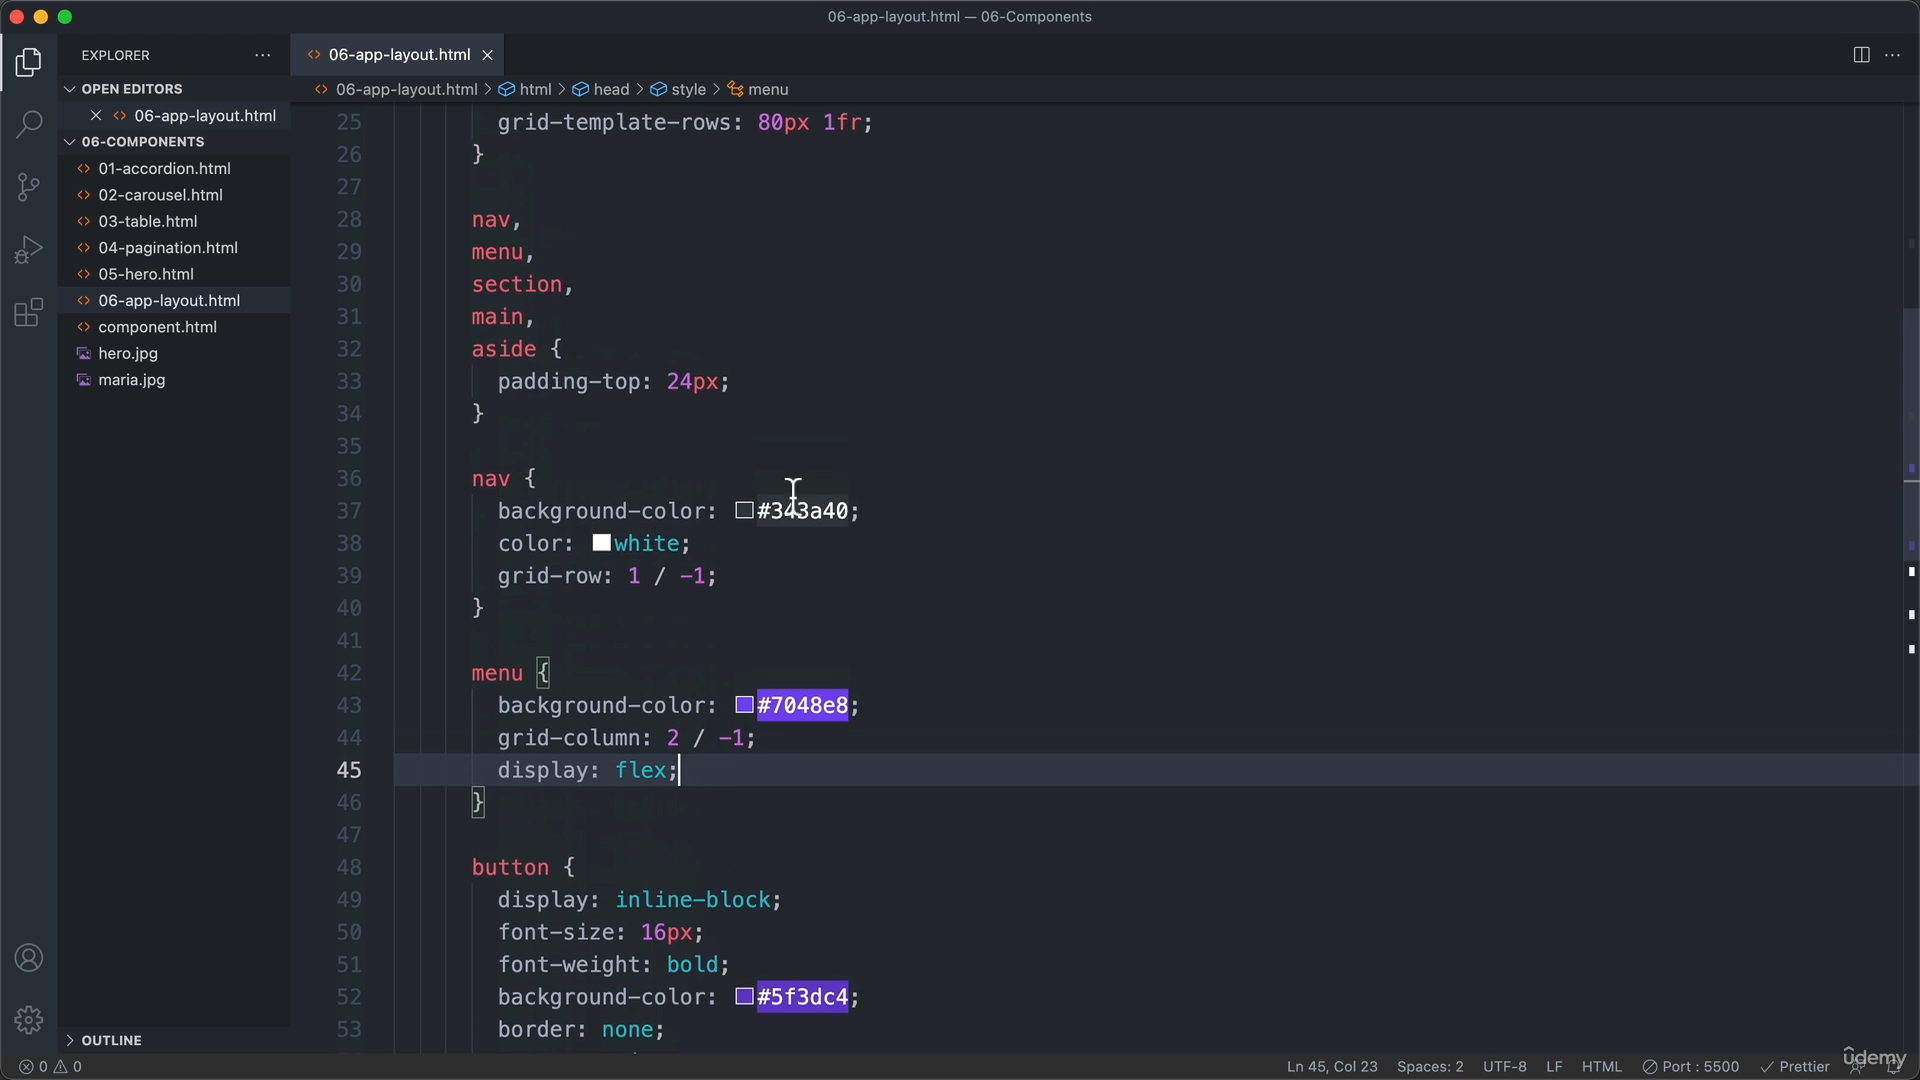 06-app-layout.html — 06-Components
EXPLORER
06-app-layout.html
OPEN EDITORS
06-app-layout.html > html > head > style > menu
06-app-layout.html
06-COMPONENTS
01-accordion.html
02-carousel.html
03-table.html
04-pagination.html
05-hero.html
06-app-layout.html
component.html
hero.jpg
maria.jpg
25 grid-template-rows: 80px 1fr;
26 }
27
28 nav,
29 menu,
30 section,
31 main,
32 aside {
33 padding-top: 24px;
34 }
35
36 nav {
37 background-color: #343a40;
38 color: white;
39 grid-row: 1 / -1;
40 }
41
42 menu {
43 background-color: #7048e8;
44 grid-column: 2 / -1;
45 display: flex;
46 }
47
48 button {
49 display: inline-block;
50 font-size: 16px;
51 font-weight: bold;
52 background-color: #5f3dc4;
53 border: none;
OUTLINE
0 0 Ln 45, Col 23 Spaces: 2 UTF-8 LF HTML Port : 5500 Prettier
ûdemy